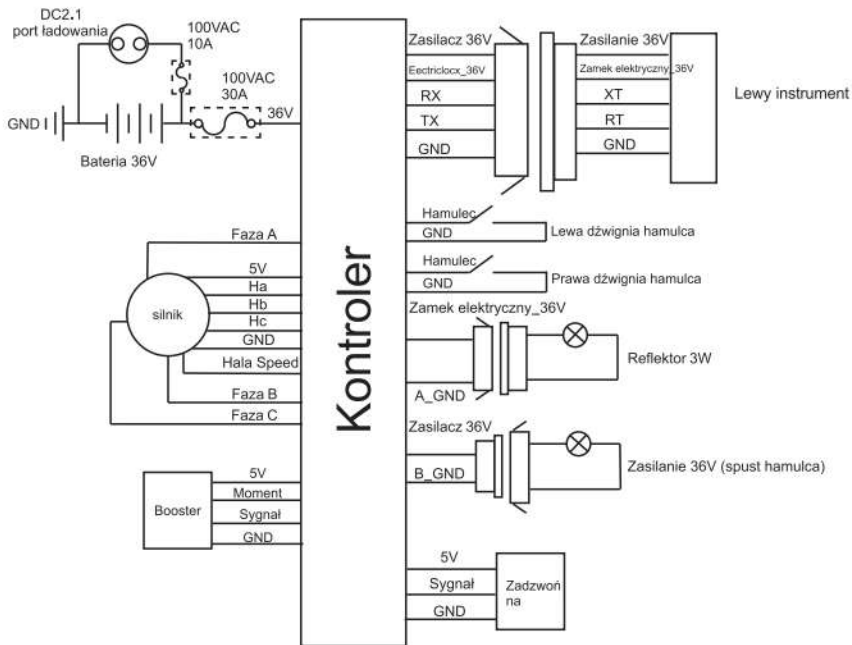 DC2.1
port ładowania
100VAC
10A
100VAC
30A
36V
GND
Bateria 36V
Faza A
5V
Ha
Hb
Hc
GND
Hala Speed
Faza B
Faza C
silnik
Booster
5V
Moment
Sygnał
GND
Kontroler
Zasilacz 36V
Eectriclocx_36V
RX
TX
GND
Zasilanie 36V
Zamek elektryczny_36V
XT
RT
GND
Lewy instrument
Hamulec
GND
Lewa dźwignia hamulca
Hamulec
GND
Prawa dźwignia hamulca
Zamek elektryczny_36V
A_GND
Reflektor 3W
Zasilacz 36V
B_GND
Zasilanie 36V (spust hamulca)
5V
Sygnał
GND
Zadzwoń
na